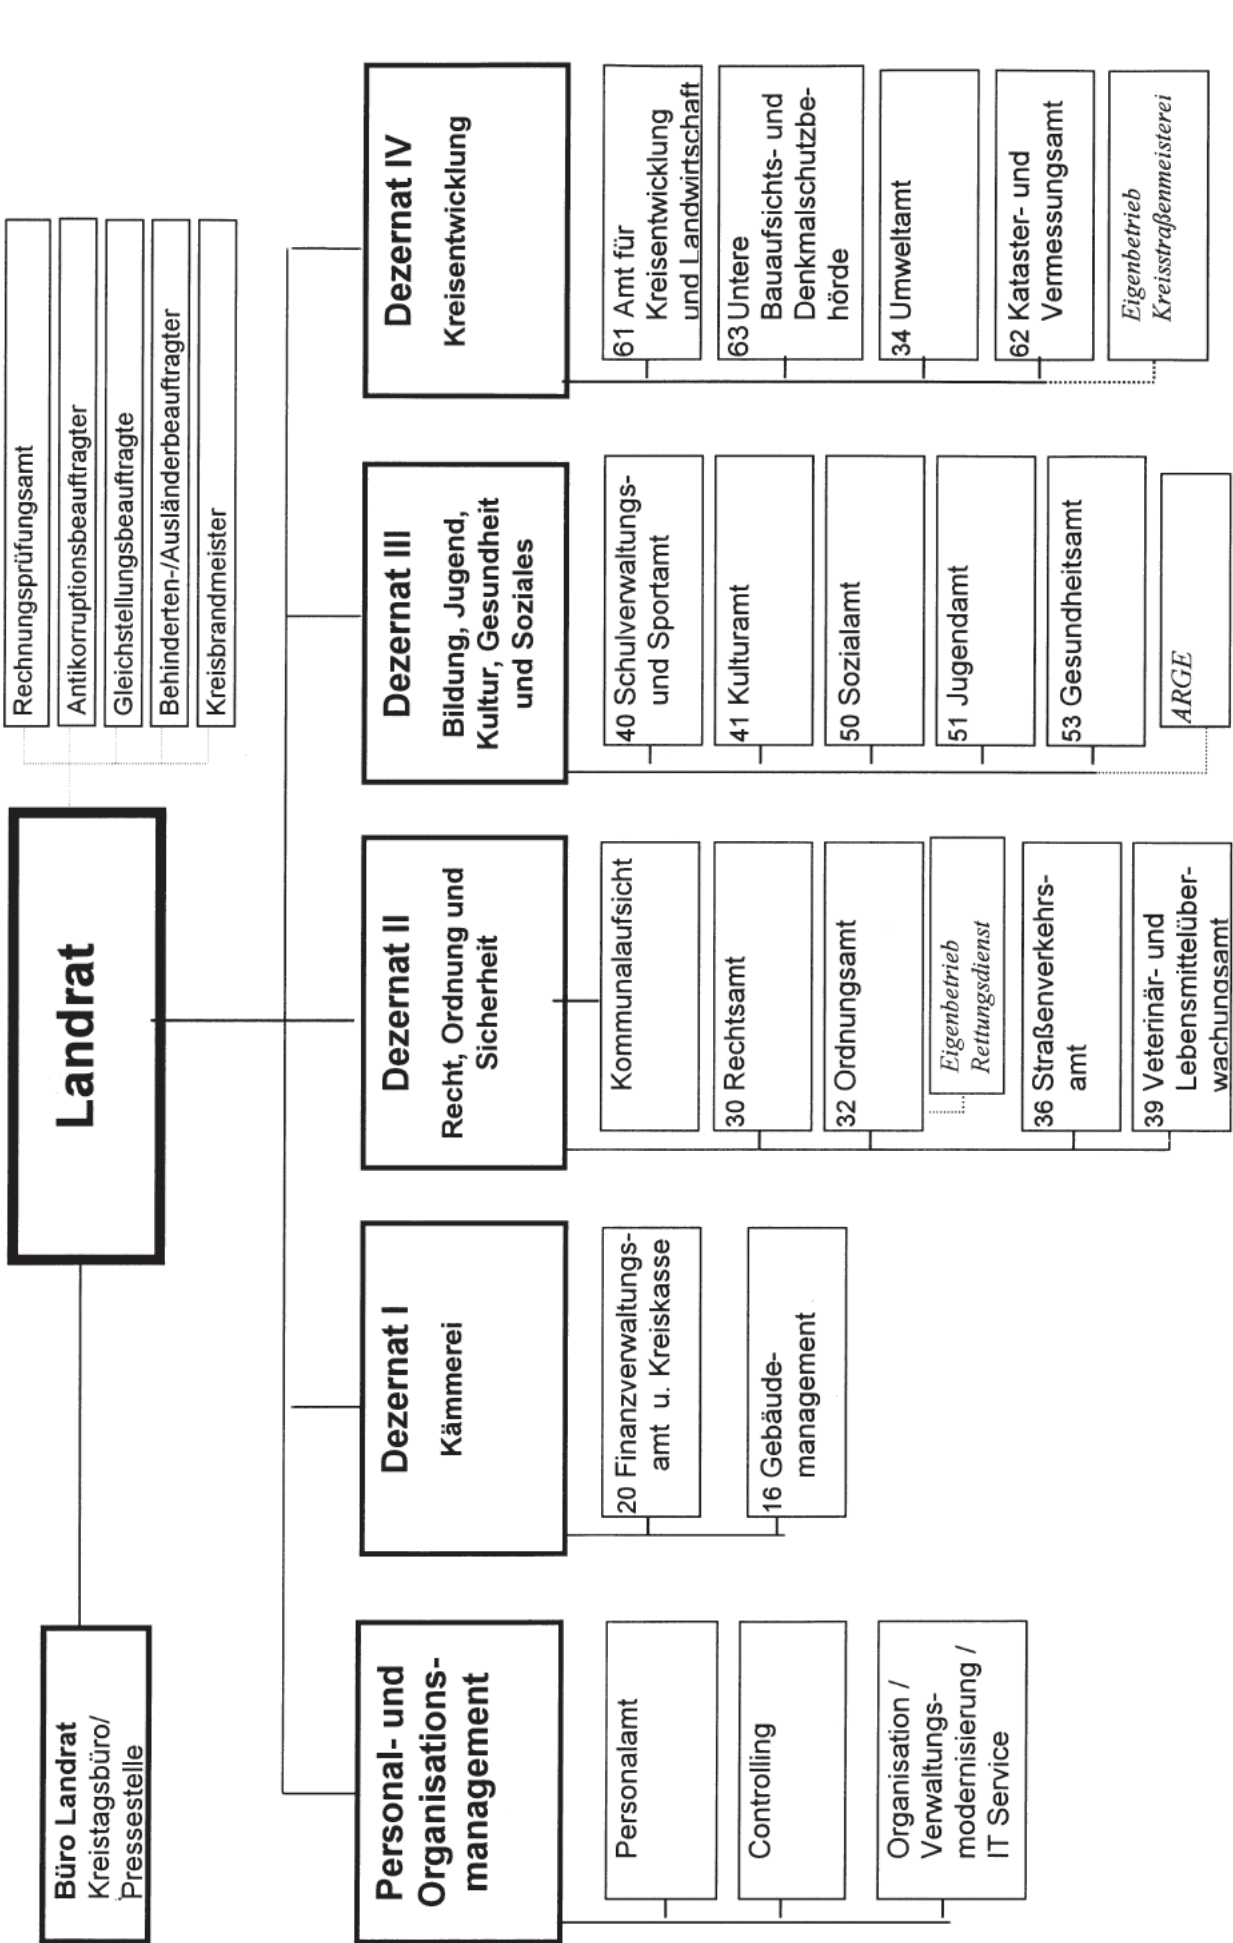 Büro Landrat
Kreistagsbüro/
Pressestelle
Landrat
Rechnungsprüfungsamt
Antikorruptionsbeauftragter
Gleichstellungsbeauftragte
Behinderten-/Ausländerbeauftragter
Kreisbrandmeister
Personal- und
Organisations-
management
Personalamt
Controlling
Organisation /
Verwaltungs-
modernisierung /
IT Service
Dezernat I
Kämmerei
20 Finanzverwaltungs-
amt u. Kreiskasse
16 Gebäude-
management
Dezernat II
Recht, Ordnung und
Sicherheit
Kommunalaufsicht
30 Rechtsamt
32 Ordnungsamt
Eigenbetrieb
Rettungsdienst
36 Straßenverkehrs-
amt
39 Veterinär- und
Lebensmittelüber-
wachungsamt
Dezernat III
Bildung, Jugend,
Kultur, Gesundheit
und Soziales
40 Schulverwaltungs-
und Sportamt
41 Kulturamt
50 Sozialamt
51 Jugendamt
53 Gesundheitsamt
ARGE
Dezernat IV
Kreisentwicklung
61 Amt für
Kreisentwicklung
und Landwirtschaft
63 Untere
Bauaufsichts- und
Denkmalschutzbe-
hörde
34 Umweltamt
62 Kataster- und
Vermessungsamt
Eigenbetrieb
Kreisstraßenmeisterei